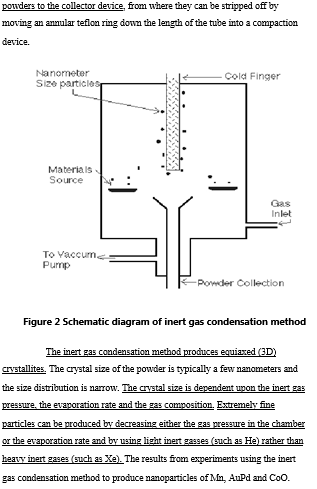 powders to the collector device, from where they can be stripped off by
moving an annular teflon ring down the length of the tube into a compaction
device.
Nanometer
Size particles
Cold Finger
Materials
Source
Gas
Inlet
To Vaccum
Pump
Powder Collection
Figure 2 Schematic diagram of inert gas condensation method
The inert gas condensation method produces equiaxed (3D)
crystallites. The crystal size of the powder is typically a few nanometers and
the size distribution is narrow. The crystal size is dependent upon the inert gas
pressure, the evaporation rate and the gas composition. Extremely fine
particles can be produced by decreasing either the gas pressure in the chamber
or the evaporation rate and by using light inert gasses (such as He) rather than
heavy inert gases (such as Xe). The results from experiments using the inert
gas condensation method to produce nanoparticles of Mn, AuPd and CoO.